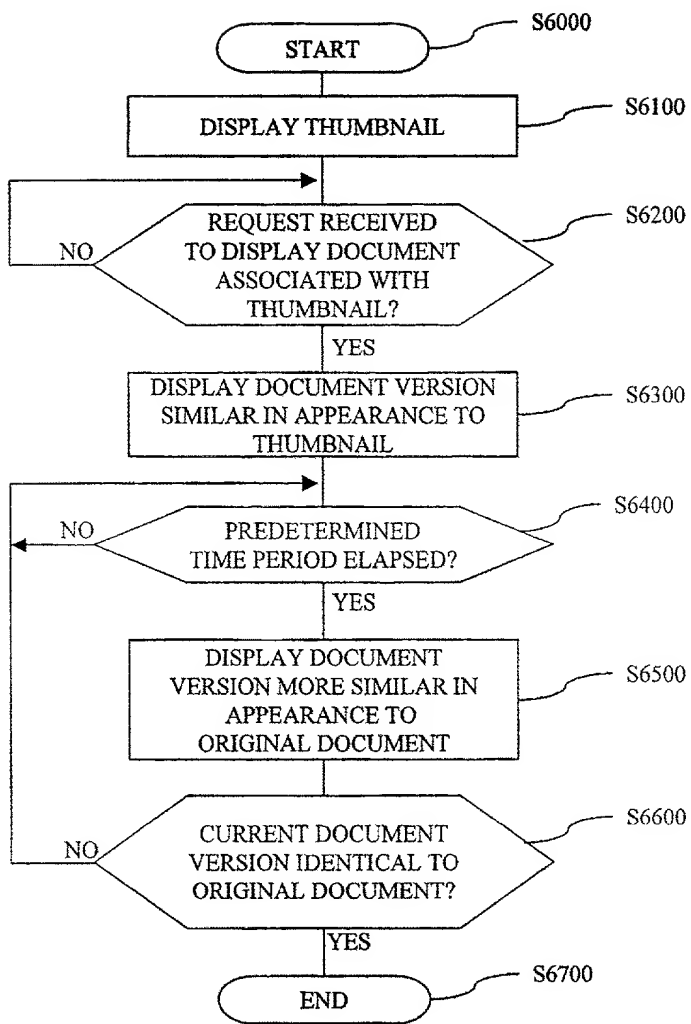 START
S6000
DISPLAY THUMBNAIL
S6100
REQUEST RECEIVED
TO DISPLAY DOCUMENT
ASSOCIATED WITH
THUMBNAIL?
S6200
NO
YES
DISPLAY DOCUMENT VERSION
SIMILAR IN APPEARANCE TO
THUMBNAIL
S6300
PREDETERMINED
TIME PERIOD ELAPSED?
S6400
NO
YES
DISPLAY DOCUMENT
VERSION MORE SIMILAR IN
APPEARANCE TO
ORIGINAL DOCUMENT
S6500
CURRENT DOCUMENT
VERSION IDENTICAL TO
ORIGINAL DOCUMENT?
S6600
NO
YES
END
S6700